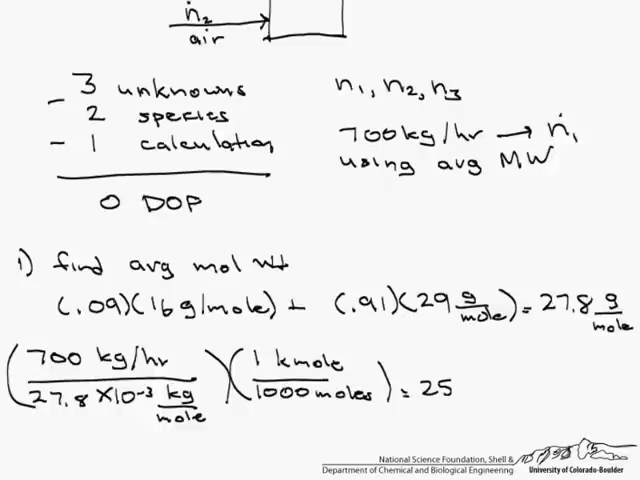 ṅ₂
air
3 unknowns
n₁, n₂, n₃
- 2 species
700 kg/hr → ṅ₁
- 1 calculation
using avg MW
0 DOF
1) find avg mol wt
(.09)(16 g/mole) + (.91)(29 g/mole) = 27.8 g/mole
(700 kg/hr / 27.8 × 10⁻³ kg/mole)(1 kmole / 1000 moles) = 25
National Science Foundation, Shell &
Department of Chemical and Biological Engineering
University of Colorado-Boulder